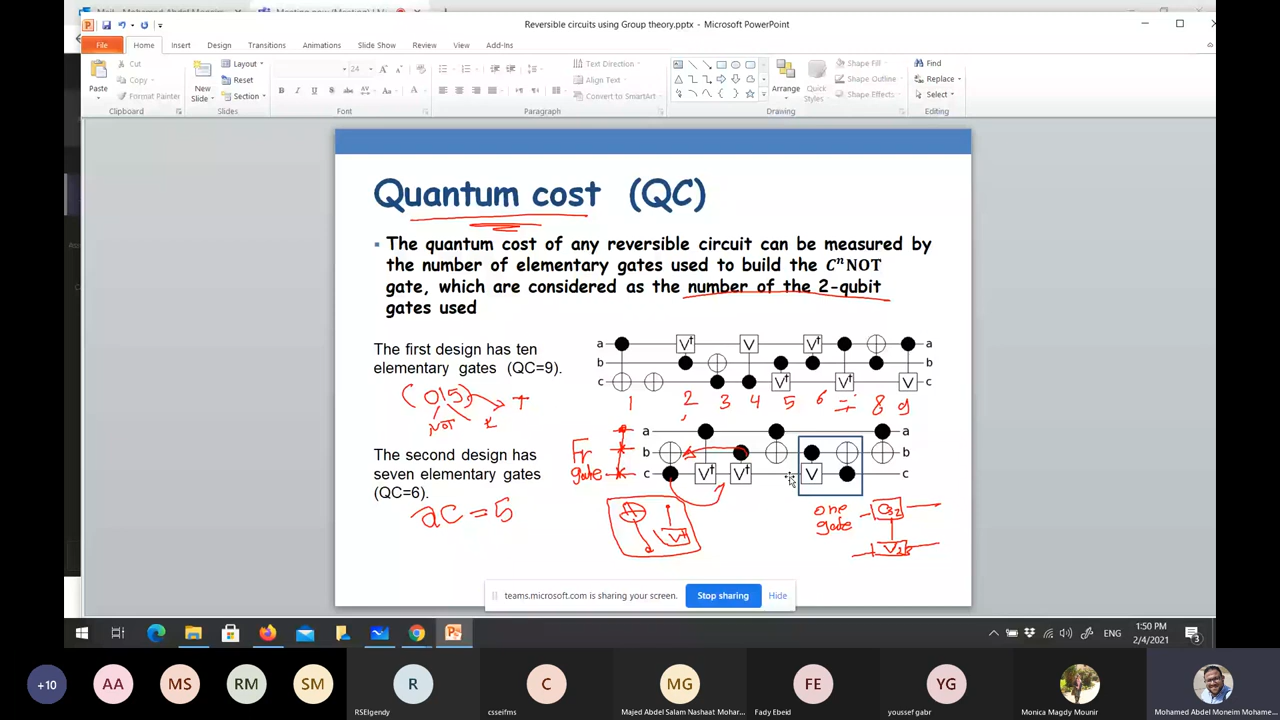 Reversible circuits using Group theory.pptx - Microsoft PowerPoint
File Home Insert Design Transitions Animations Slide Show Review View Add-Ins
Paste Cut Copy Format Painter New Slide Layout Reset Section 24 Text Direction Align Text Convert to SmartArt Arrange Quick Styles Shape Fill Shape Outline Shape Effects Find Replace Select
Clipboard Slides Font Paragraph Drawing Editing
Quantum cost (QC)
The quantum cost of any reversible circuit can be measured by
the number of elementary gates used to build the CⁿNOT
gate, which are considered as the number of the 2-qubit
gates used
The first design has ten
elementary gates (QC=9).
a V† V V† a
b b
c V† V† V c
1 2 3 4 5 6 7 8 9
(015)
NOT
The second design has
seven elementary gates
(QC=6).
QC = 5
Fr
gate
a a
b b
c V† V† V c
V†
one
gate
teams.microsoft.com is sharing your screen. Stop sharing Hide
ENG 1:50 PM
2/4/2021 3
+10 AA MS RM SM R C MG FE YG
RSElgendy csseifms Majed Abdel Salam Nashaat Mohar... Fady Ebeid youssef gabr Monica Magdy Mounir Mohamed Abdel Moneim Mohame...